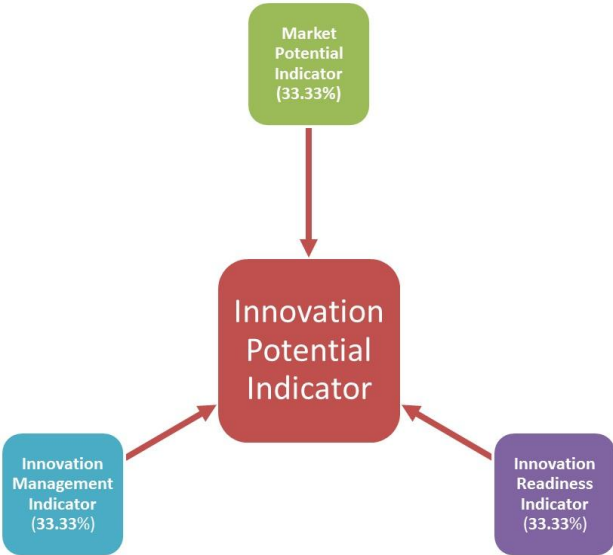 Market
Potential
Indicator
(33.33%)
Innovation
Potential
Indicator
Innovation
Management
Indicator
(33.33%)
Innovation
Readiness
Indicator
(33.33%)